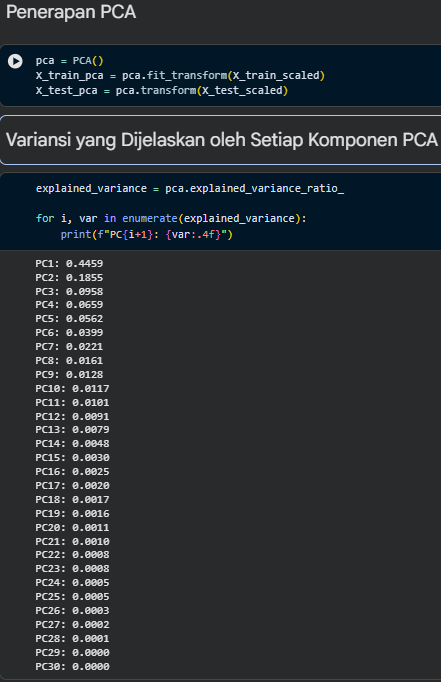 Penerapan PCA
pca = PCA()
X_train_pca = pca.fit_transform(X_train_scaled)
X_test_pca = pca.transform(X_test_scaled)
Variansi yang Dijelaskan oleh Setiap Komponen PCA
explained_variance = pca.explained_variance_ratio_
for i, var in enumerate(explained_variance):
    print(f"PC{i+1}: {var:.4f}")
PC1: 0.4459
PC2: 0.1855
PC3: 0.0958
PC4: 0.0659
PC5: 0.0562
PC6: 0.0399
PC7: 0.0221
PC8: 0.0161
PC9: 0.0128
PC10: 0.0117
PC11: 0.0101
PC12: 0.0091
PC13: 0.0079
PC14: 0.0048
PC15: 0.0030
PC16: 0.0025
PC17: 0.0020
PC18: 0.0017
PC19: 0.0016
PC20: 0.0011
PC21: 0.0010
PC22: 0.0008
PC23: 0.0008
PC24: 0.0005
PC25: 0.0005
PC26: 0.0003
PC27: 0.0002
PC28: 0.0001
PC29: 0.0000
PC30: 0.0000